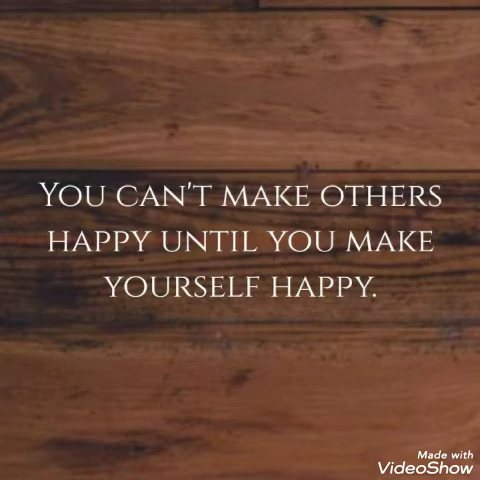 You can't make others
happy until you make
yourself happy.
Made with
VideoShow